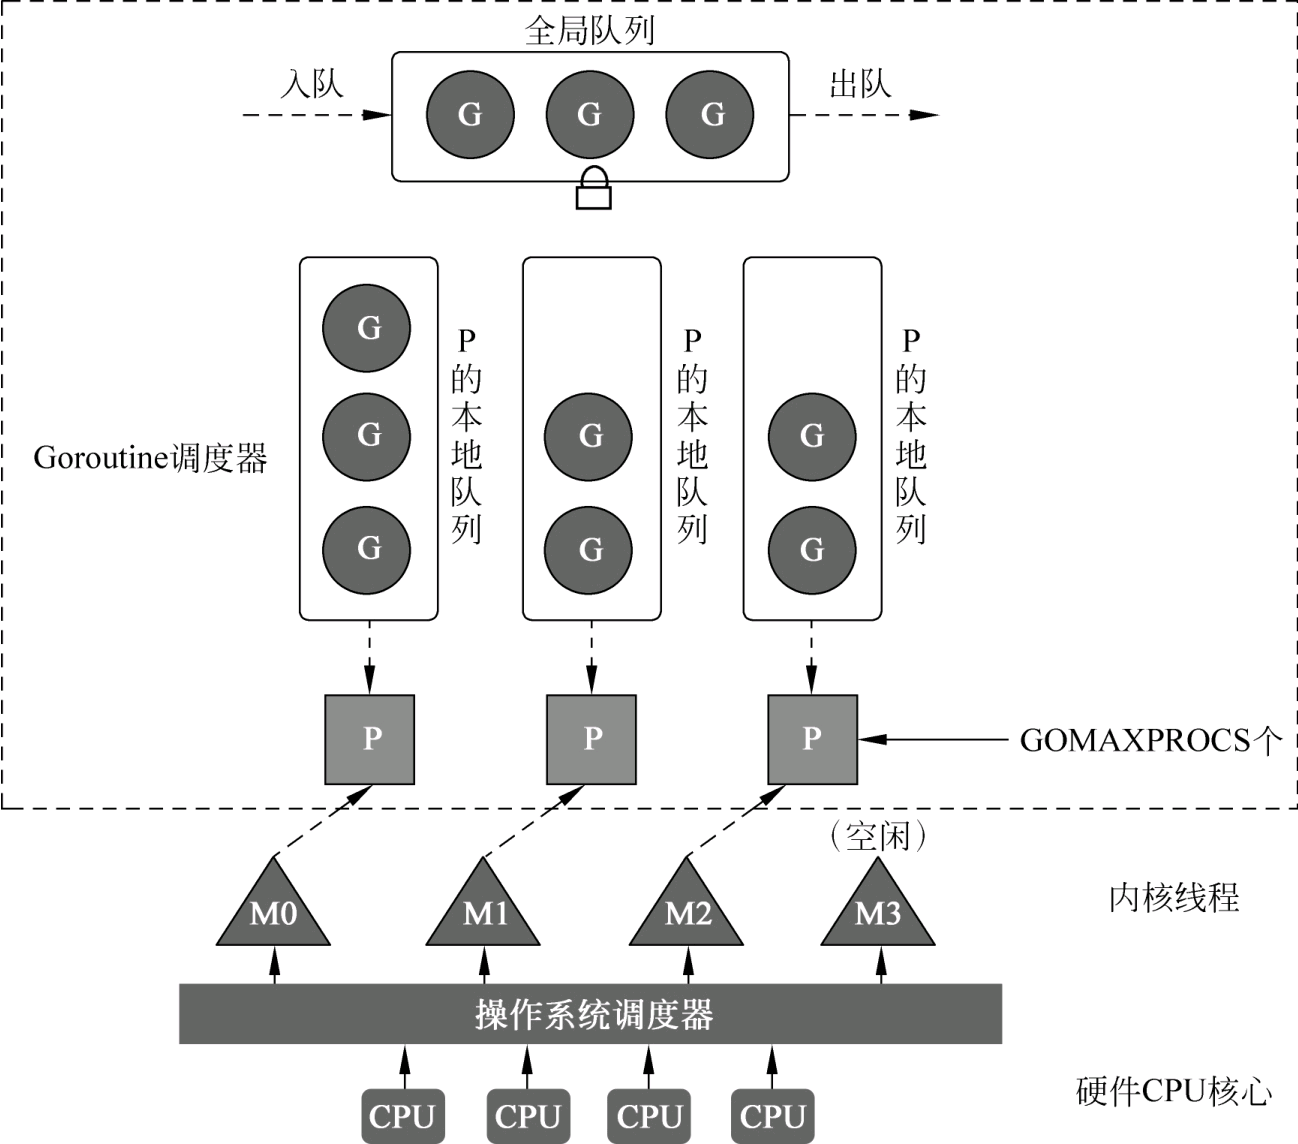 全局队列
入队
出队
G G G
G
G
G
P的本地队列
G
G
P的本地队列
G
G
P的本地队列
Goroutine调度器
P P P
GOMAXPROCS个
（空闲）
M0 M1 M2 M3
内核线程
操作系统调度器
CPU CPU CPU CPU
硬件CPU核心